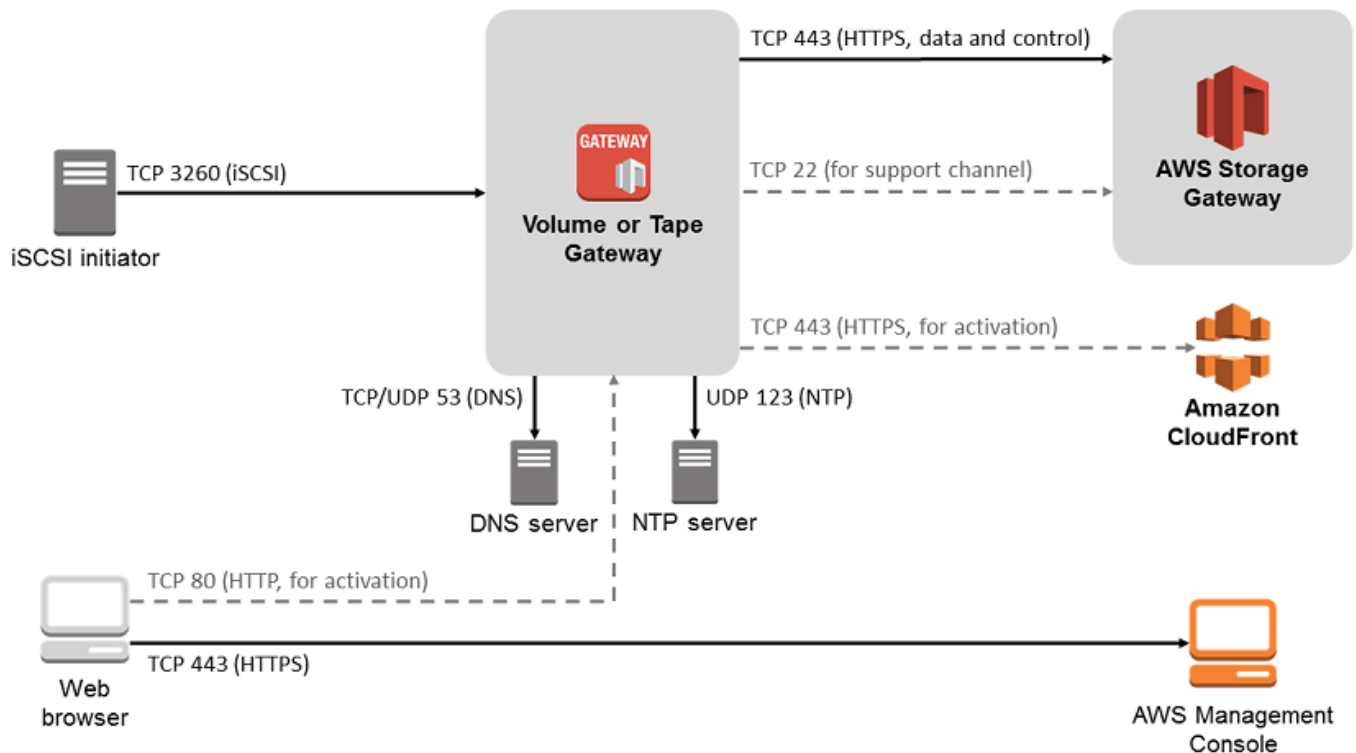 TCP 443 (HTTPS, data and control)
GATEWAY
TCP 3260 (iSCSI)
TCP 22 (for support channel)
AWS Storage
Gateway
Volume or Tape
Gateway
iSCSI initiator
TCP 443 (HTTPS, for activation)
TCP/UDP 53 (DNS)
UDP 123 (NTP)
Amazon
CloudFront
DNS server
NTP server
TCP 80 (HTTP, for activation)
TCP 443 (HTTPS)
Web
browser
AWS Management
Console